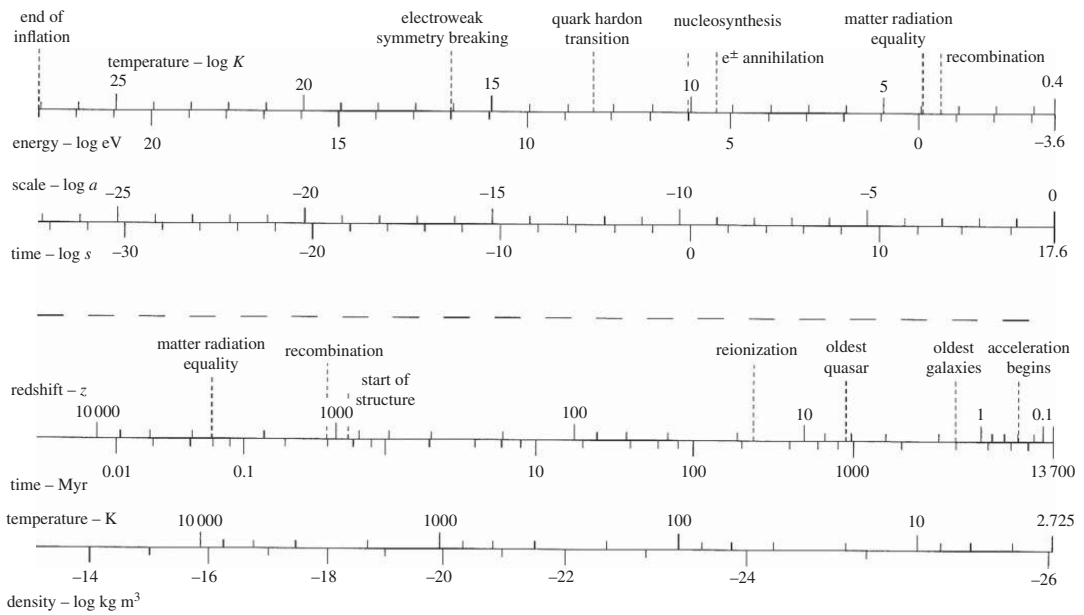 end of
inflation
electroweak
symmetry breaking
quark hardon
transition
nucleosynthesis
e± annihilation
matter radiation
equality
recombination
temperature – log K
25 20 15 10 5 0.4
energy – log eV 20 15 10 5 0 –3.6
scale – log a –25 –20 –15 –10 –5 0
time – log s –30 –20 –10 0 10 17.6
matter radiation
equality
recombination
start of
structure
reionization
oldest
quasar
oldest
galaxies
acceleration
begins
redshift – z
10 000 1000 100 10 1 0.1
0.01 0.1 10 100 1000 13 700
time – Myr
temperature – K 10 000 1000 100 10 2.725
–14 –16 –18 –20 –22 –24 –26
density – log kg m³